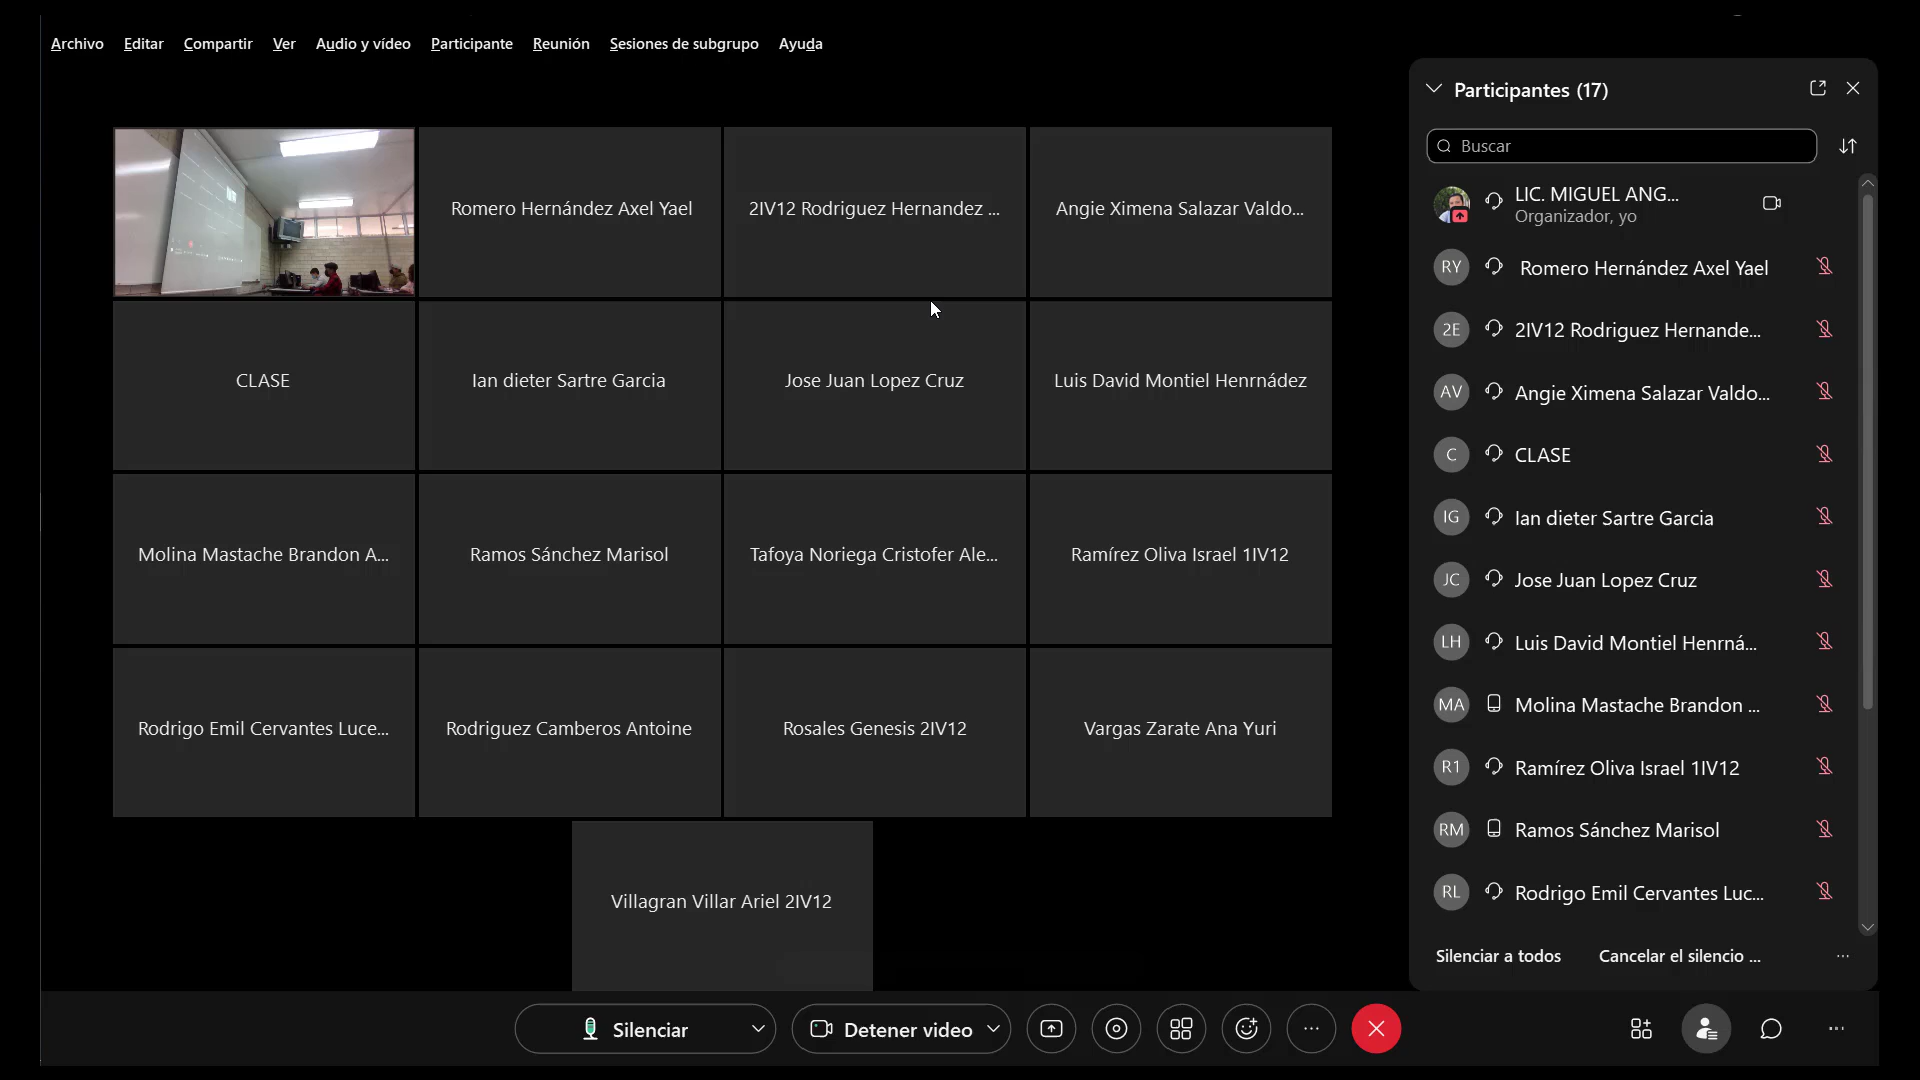 Archivo Editar Compartir Ver Audio y vídeo Participante Reunión Sesiones de subgrupo Ayuda
Romero Hernández Axel Yael
2IV12 Rodriguez Hernandez ...
Angie Ximena Salazar Valdo...
CLASE
Ian dieter Sartre Garcia
Jose Juan Lopez Cruz
Luis David Montiel Henrnádez
Molina Mastache Brandon A...
Ramos Sánchez Marisol
Tafoya Noriega Cristofer Ale...
Ramírez Oliva Israel 1IV12
Rodrigo Emil Cervantes Luce...
Rodriguez Camberos Antoine
Rosales Genesis 2IV12
Vargas Zarate Ana Yuri
Villagran Villar Ariel 2IV12
Participantes (17)
Buscar
LIC. MIGUEL ANG...
Organizador, yo
RY Romero Hernández Axel Yael
2E 2IV12 Rodriguez Hernande...
AV Angie Ximena Salazar Valdo...
C CLASE
IG Ian dieter Sartre Garcia
JC Jose Juan Lopez Cruz
LH Luis David Montiel Henrná...
MA Molina Mastache Brandon ...
R1 Ramírez Oliva Israel 1IV12
RM Ramos Sánchez Marisol
RL Rodrigo Emil Cervantes Luc...
Silenciar a todos Cancelar el silencio ...
Silenciar Detener video